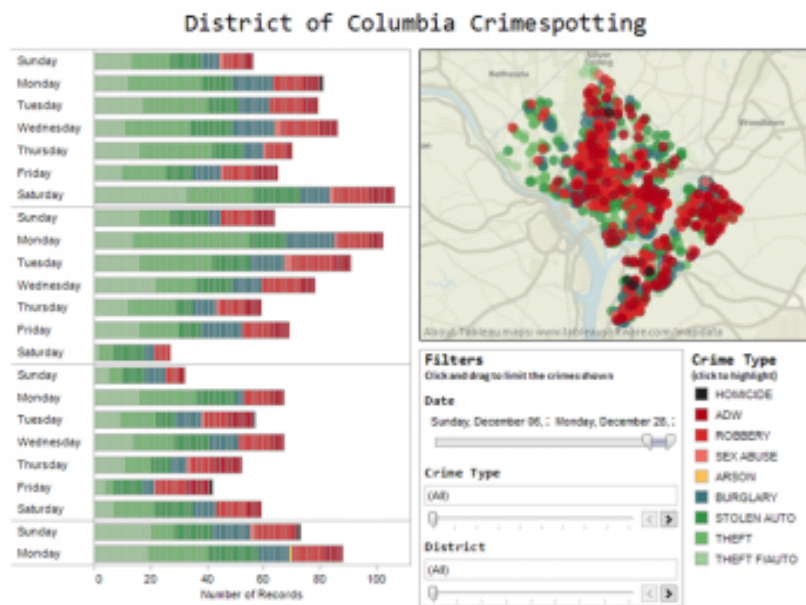 District of Columbia Crimespotting
Sunday
Monday
Tuesday
Wednesday
Thursday
Friday
Saturday
Sunday
Monday
Tuesday
Wednesday
Thursday
Friday
Saturday
Sunday
Monday
Tuesday
Wednesday
Thursday
Friday
Saturday
Sunday
Monday
0 20 40 60 80 100
Number of Records
Silver
Spring
Bethesda
About Tableau maps: www.tableausoftware.com/mapdata
Filters
Click and drag to limit the crimes shown
Date
Sunday, December 06, 2 Monday, December 28, 2
Crime Type
(All)
District
(All)
Crime Type
(click to highlight)
HOMICIDE
ADW
ROBBERY
SEX ABUSE
ARSON
BURGLARY
STOLEN AUTO
THEFT
THEFT F/AUTO